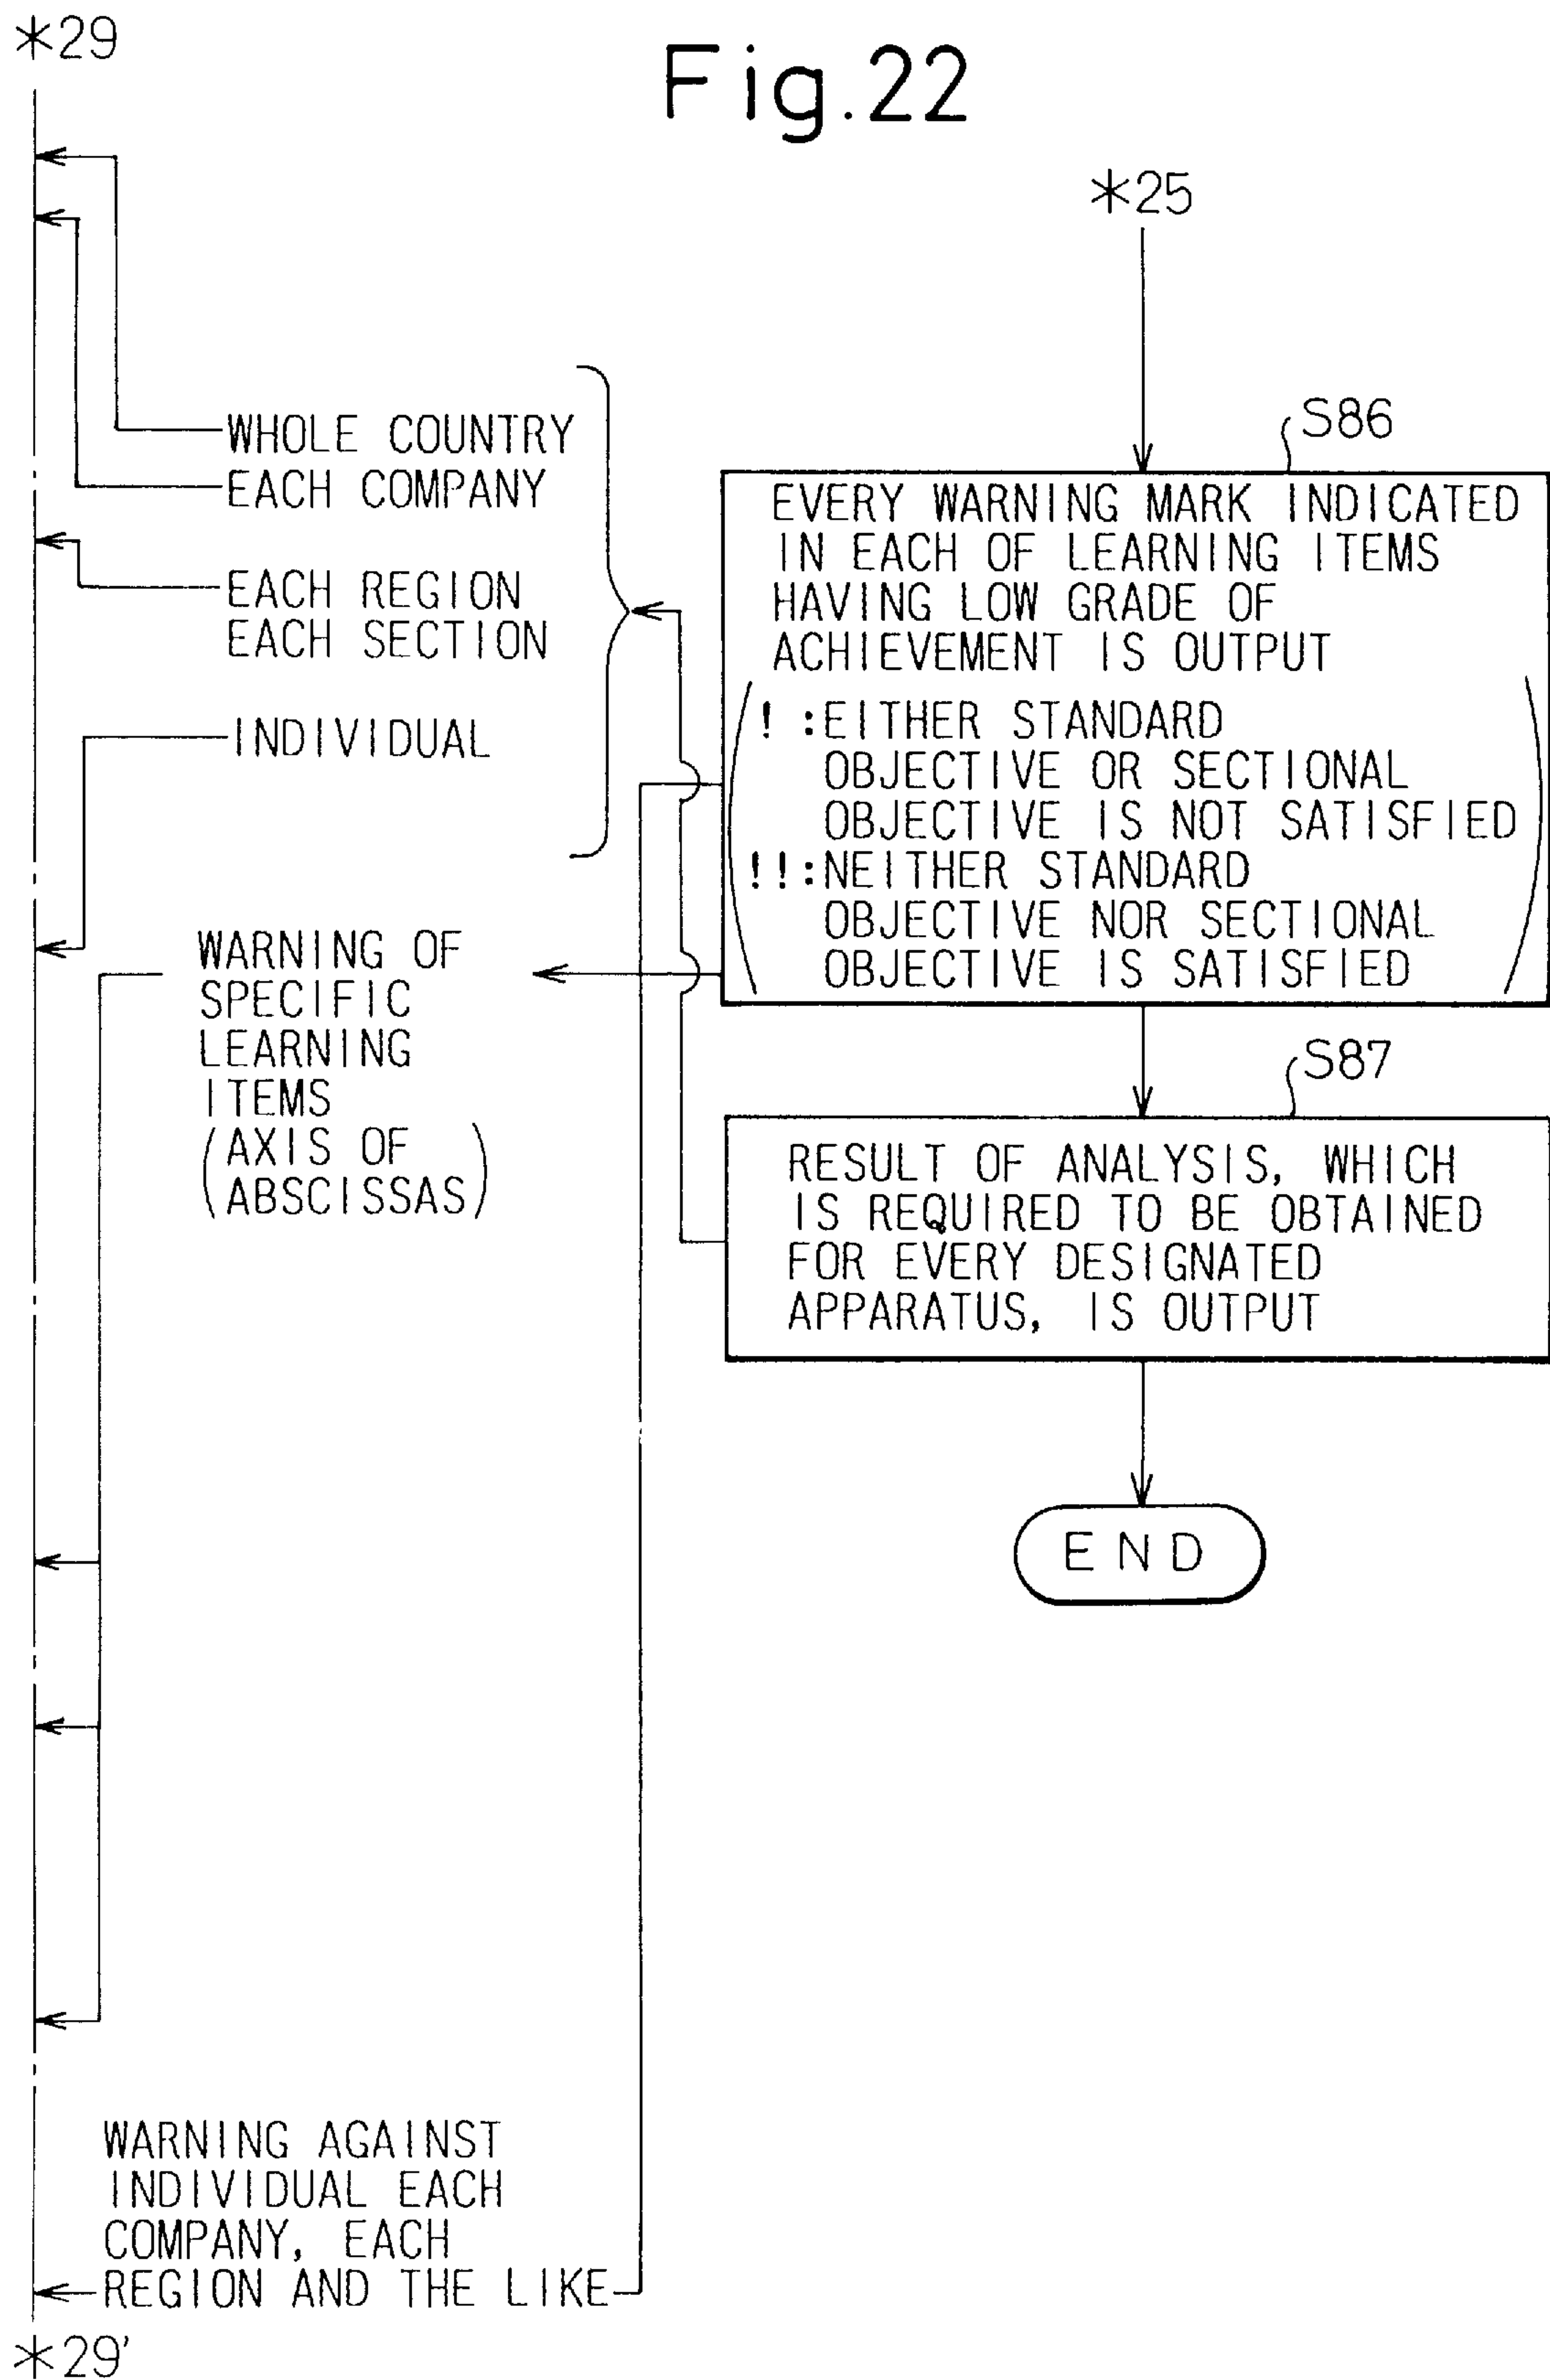 *29
Fig.22
*25
WHOLE COUNTRY
EACH COMPANY
EACH REGION
EACH SECTION
INDIVIDUAL
S86
EVERY WARNING MARK INDICATED
IN EACH OF LEARNING ITEMS
HAVING LOW GRADE OF
ACHIEVEMENT IS OUTPUT
! :EITHER STANDARD
OBJECTIVE OR SECTIONAL
OBJECTIVE IS NOT SATISFIED
!!:NEITHER STANDARD
OBJECTIVE NOR SECTIONAL
OBJECTIVE IS SATISFIED
WARNING OF
SPECIFIC
LEARNING
ITEMS
(AXIS OF
ABSCISSAS)
S87
RESULT OF ANALYSIS, WHICH
IS REQUIRED TO BE OBTAINED
FOR EVERY DESIGNATED
APPARATUS, IS OUTPUT
END
WARNING AGAINST
INDIVIDUAL EACH
COMPANY, EACH
REGION AND THE LIKE
*29'